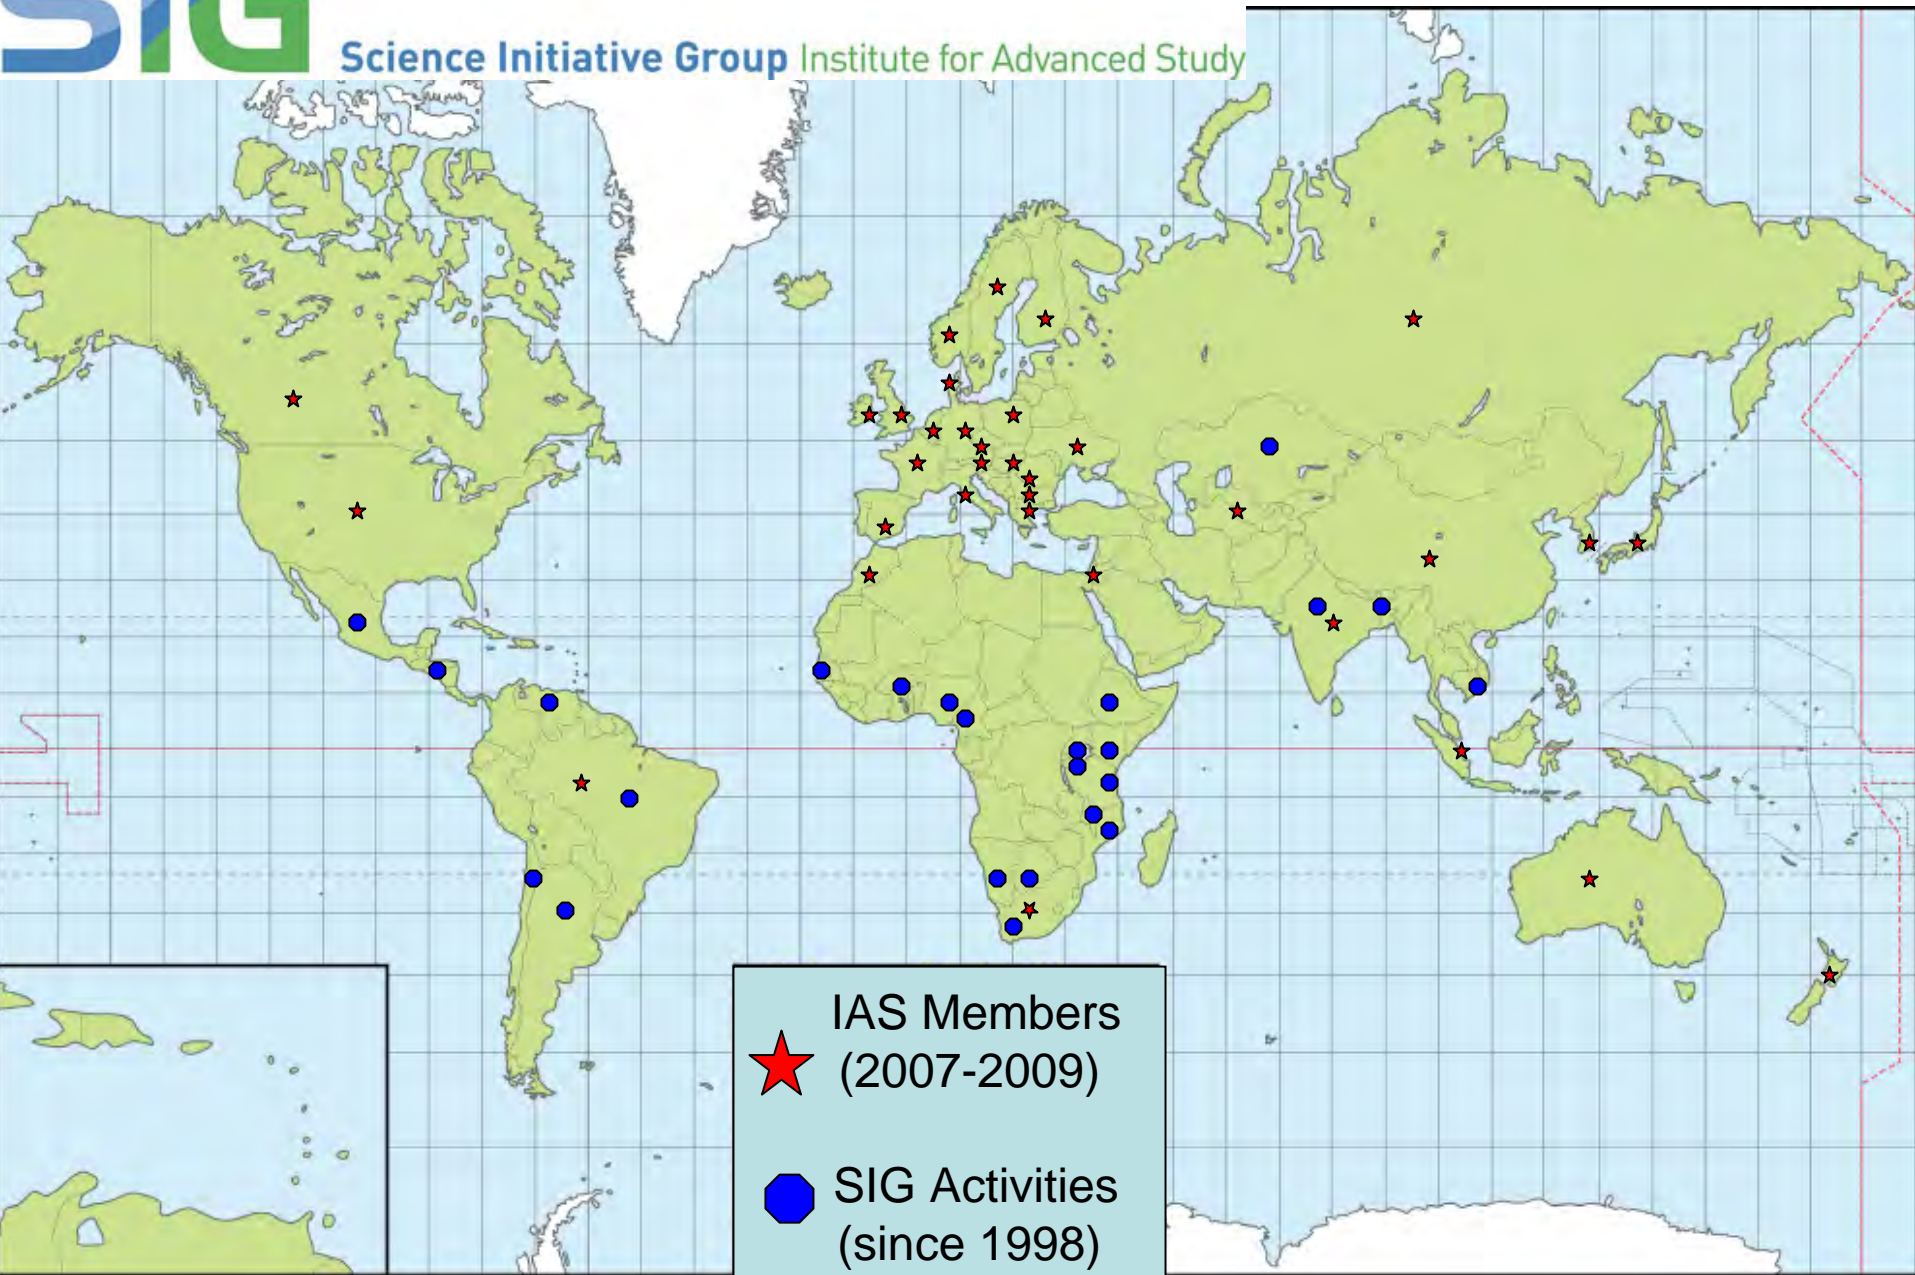 SIG
Science Initiative Group Institute for Advanced Study
IAS Members
(2007-2009)
SIG Activities
(since 1998)